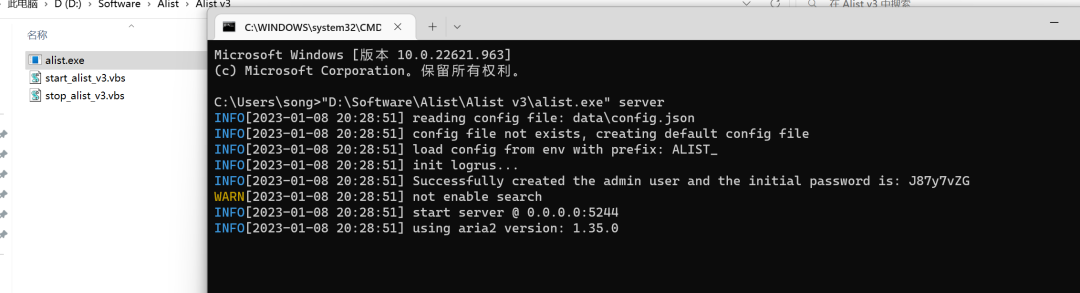 此电脑 > D (D:) > Software > Alist > Alist v3
在 Alist v3 中搜索
名称
alist.exe
start_alist_v3.vbs
stop_alist_v3.vbs
C:\WINDOWS\system32\CMD
Microsoft Windows [版本 10.0.22621.963]
(c) Microsoft Corporation。保留所有权利。
C:\Users\song>"D:\Software\Alist\Alist v3\alist.exe" server
INFO[2023-01-08 20:28:51] reading config file: data\config.json
INFO[2023-01-08 20:28:51] config file not exists, creating default config file
INFO[2023-01-08 20:28:51] load config from env with prefix: ALIST_
INFO[2023-01-08 20:28:51] init logrus...
INFO[2023-01-08 20:28:51] Successfully created the admin user and the initial password is: J87y7vZG
WARN[2023-01-08 20:28:51] not enable search
INFO[2023-01-08 20:28:51] start server @ 0.0.0.0:5244
INFO[2023-01-08 20:28:51] using aria2 version: 1.35.0